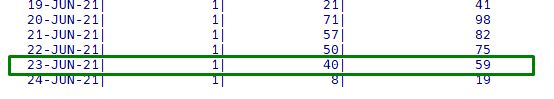 19-JUN-21| 1| 21| 41
20-JUN-21| 1| 71| 98
21-JUN-21| 1| 57| 82
22-JUN-21| 1| 50| 75
23-JUN-21| 1| 40| 59
24-JUN-21| 1| 8| 19